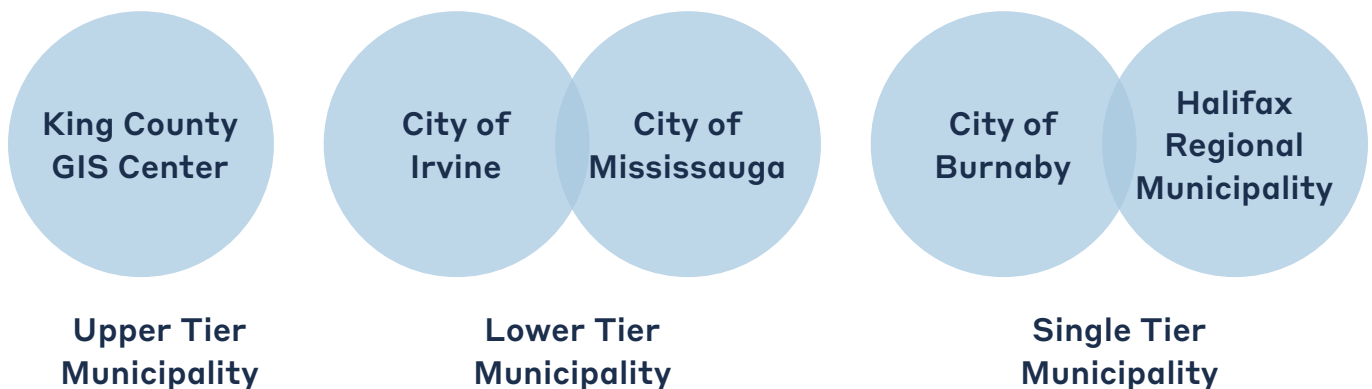 King County
GIS Center
City of
Irvine
City of
Mississauga
City of
Burnaby
Halifax
Regional
Municipality
Upper Tier
Municipality
Lower Tier
Municipality
Single Tier
Municipality